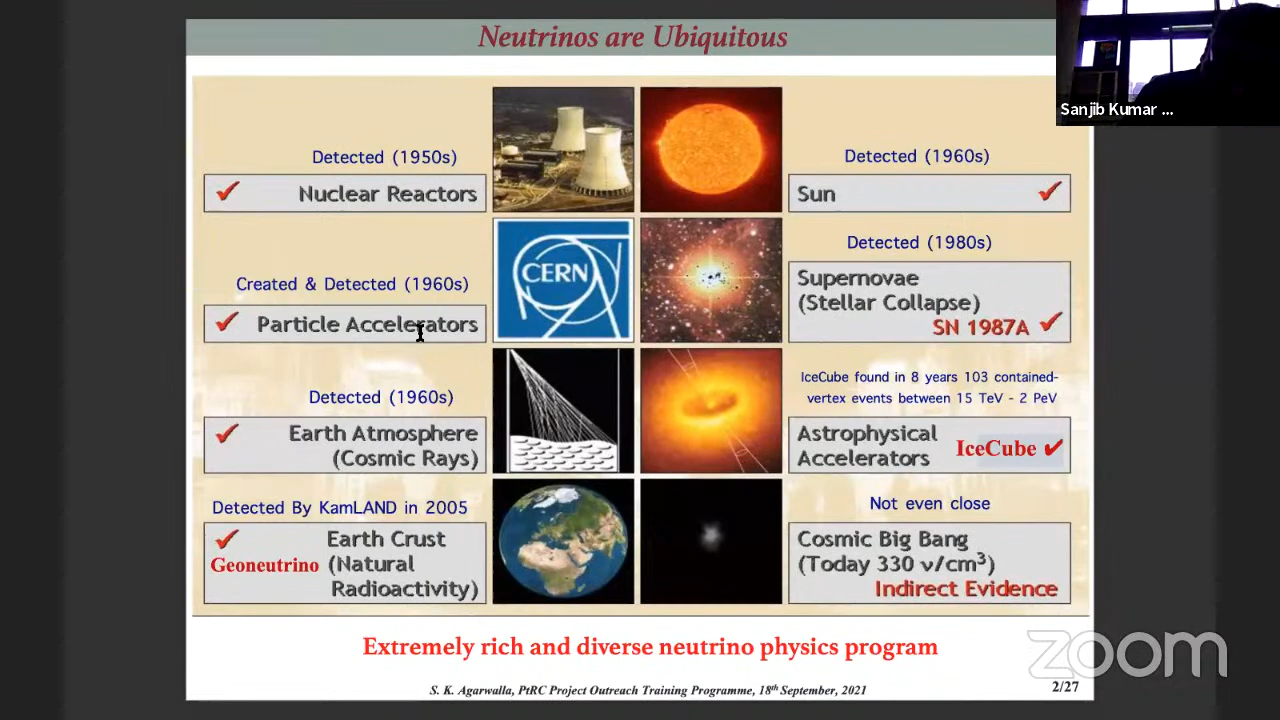 Neutrinos are Ubiquitous
Sanjib Kumar ...
Detected (1950s)
Nuclear Reactors
Detected (1960s)
Sun
Created & Detected (1960s)
Particle Accelerators
CERN
Detected (1980s)
Supernovae
(Stellar Collapse)
SN 1987A
Detected (1960s)
Earth Atmosphere
(Cosmic Rays)
IceCube found in 8 years 103 contained-
vertex events between 15 TeV - 2 PeV
Astrophysical
Accelerators
IceCube
Detected By KamLAND in 2005
Earth Crust
Geoneutrino (Natural
Radioactivity)
Not even close
Cosmic Big Bang
(Today 330 ν/cm³)
Indirect Evidence
Extremely rich and diverse neutrino physics program
zoom
S. K. Agarwalla, PtRC Project Outreach Training Programme, 18th September, 2021
2/27